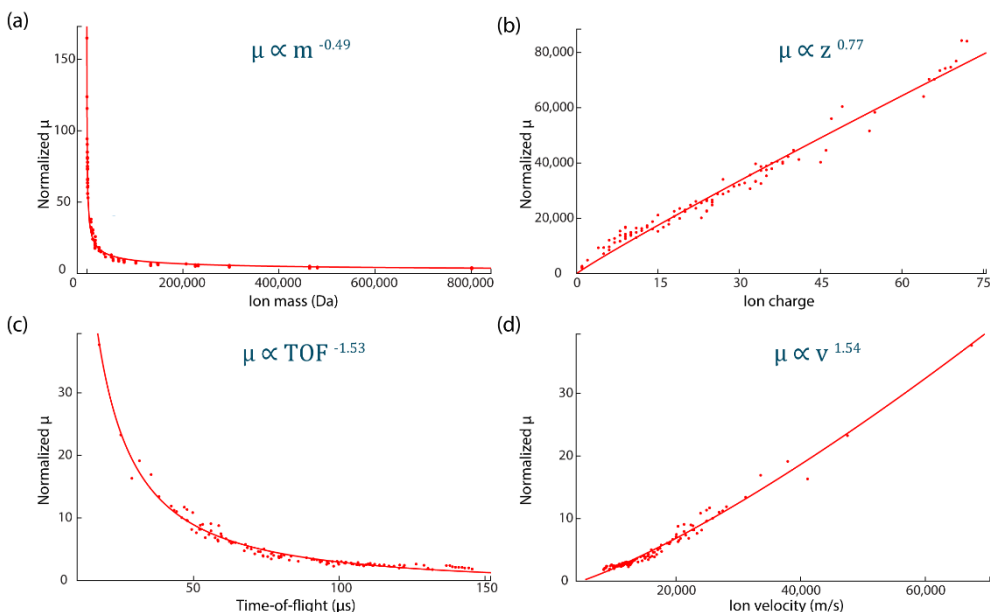 (a)
μ ∝ m -0.49
Normalized μ
150
100
50
0
200,000
400,000
600,000
800,000
Ion mass (Da)
(b)
μ ∝ z 0.77
Normalized μ
80,000
60,000
40,000
20,000
0
0
15
30
45
60
75
Ion charge
(c)
μ ∝ TOF -1.53
Normalized μ
30
20
10
0
50
100
150
Time-of-flight (μs)
(d)
μ ∝ v 1.54
Normalized μ
30
20
10
0
20,000
40,000
60,000
Ion velocity (m/s)